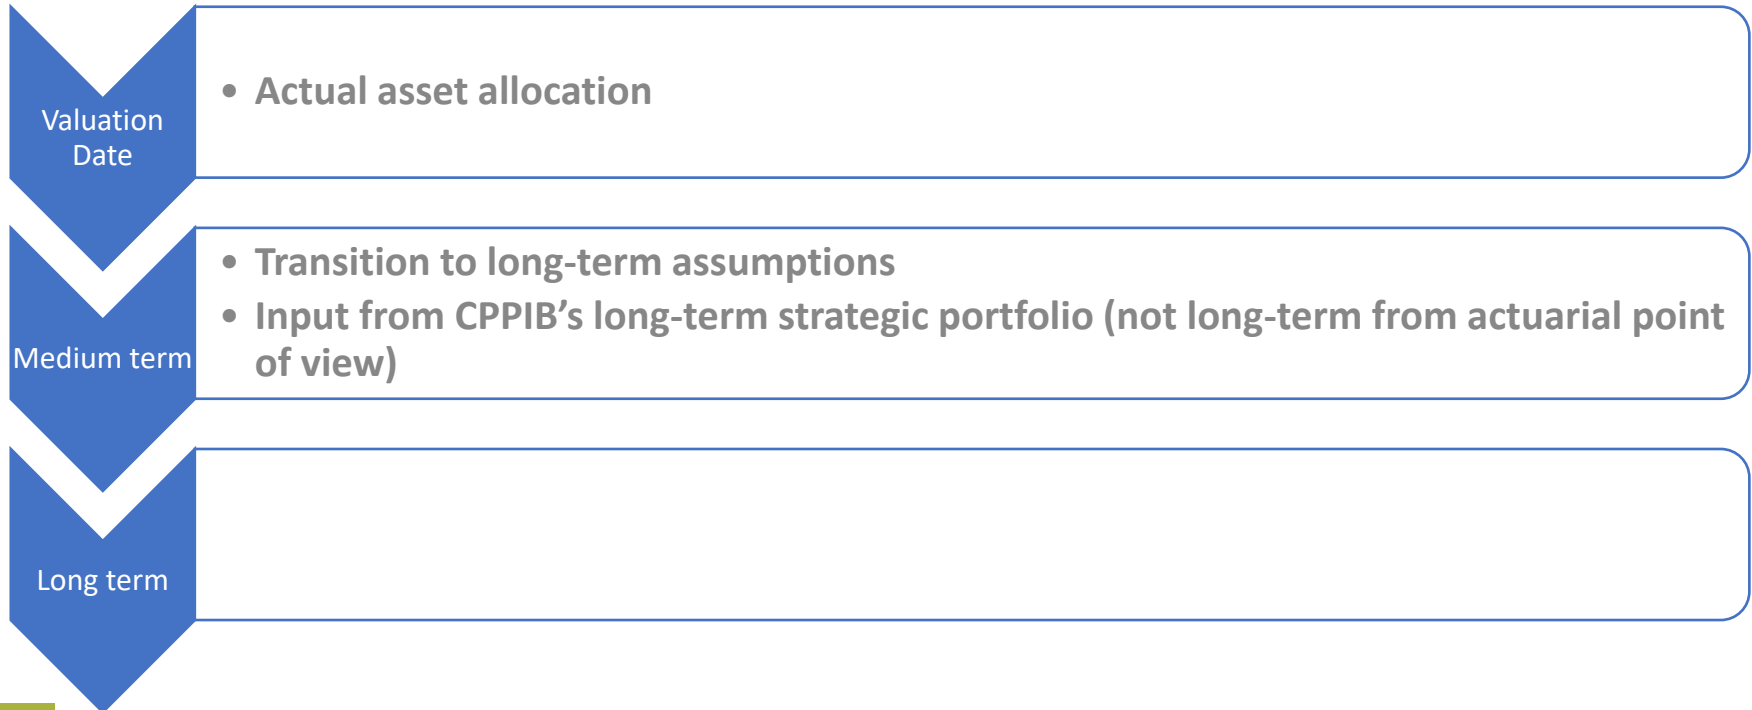 Valuation
Date
• Actual asset allocation
Medium term
• Transition to long-term assumptions
• Input from CPPIB’s long-term strategic portfolio (not long-term from actuarial point
of view)
Long term